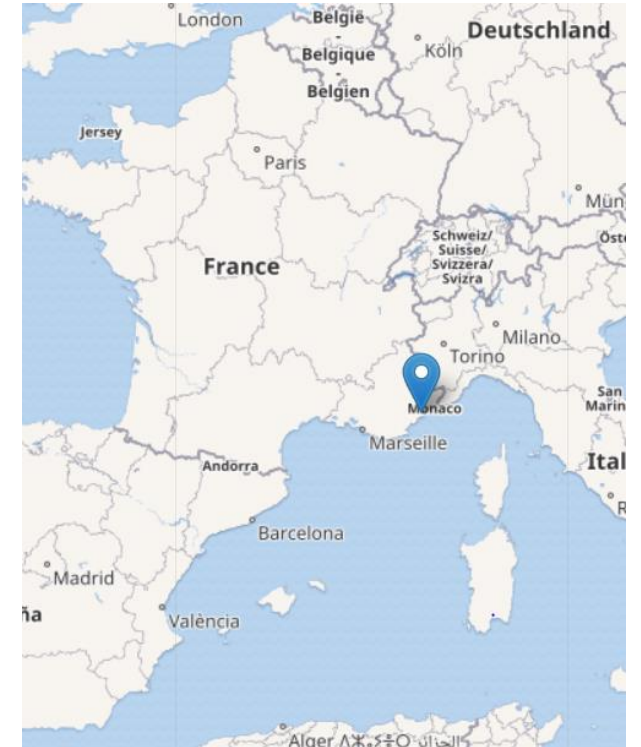 London
België
-
Belgique
-
Belgien
Deutschland
Köln
Jersey
Paris
Mün
Schweiz/
Suisse/
Svizzera/
Svizra
Öste
France
Milano
Torino
Monaco
San
Marin
Marseille
Ital
Andorra
R
Barcelona
Madrid
ña
València
Alger